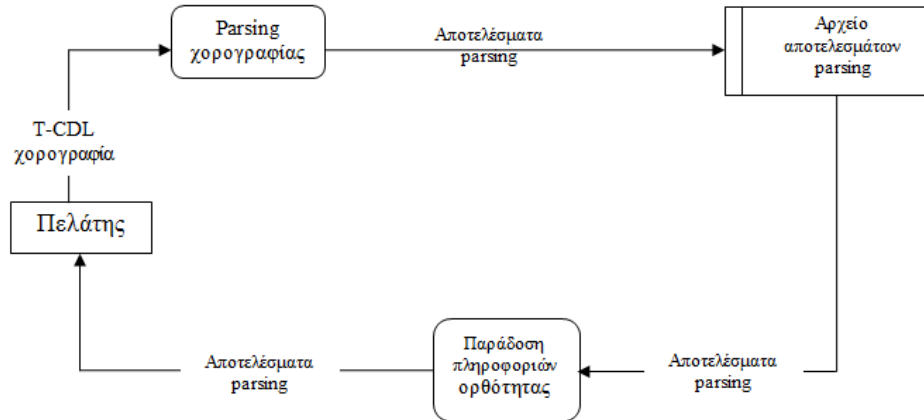 Parsing
χορογραφίας
Αποτελέσματα
parsing
Αρχείο
αποτελεσμάτων
parsing
T-CDL
χορογραφία
Πελάτης
Αποτελέσματα
parsing
Παράδοση
πληροφοριών
ορθότητας
Αποτελέσματα
parsing